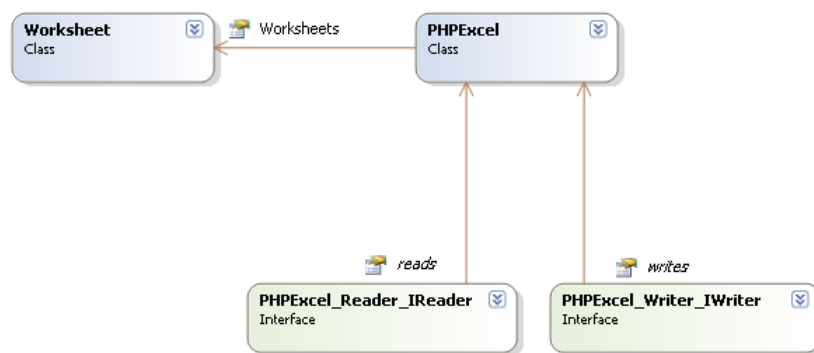 Worksheet
Class
Worksheets
PHPExcel
Class
reads
writes
PHPExcel_Reader_IReader
Interface
PHPExcel_Writer_IWriter
Interface